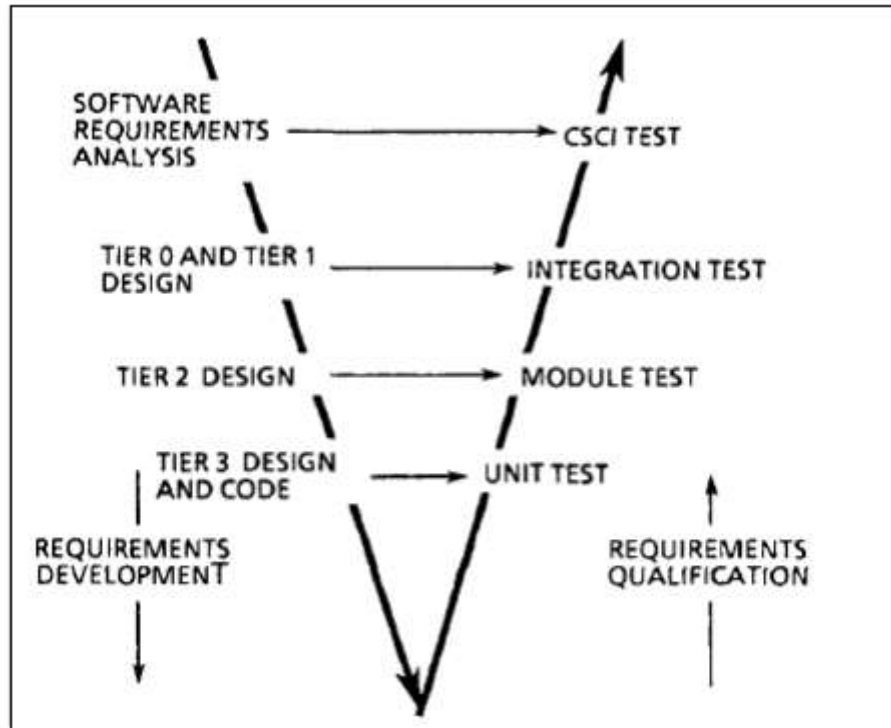 SOFTWARE
REQUIREMENTS
ANALYSIS
CSCI TEST
TIER 0 AND TIER 1
DESIGN
INTEGRATION TEST
TIER 2 DESIGN
MODULE TEST
TIER 3 DESIGN
AND CODE
UNIT TEST
REQUIREMENTS
DEVELOPMENT
REQUIREMENTS
QUALIFICATION